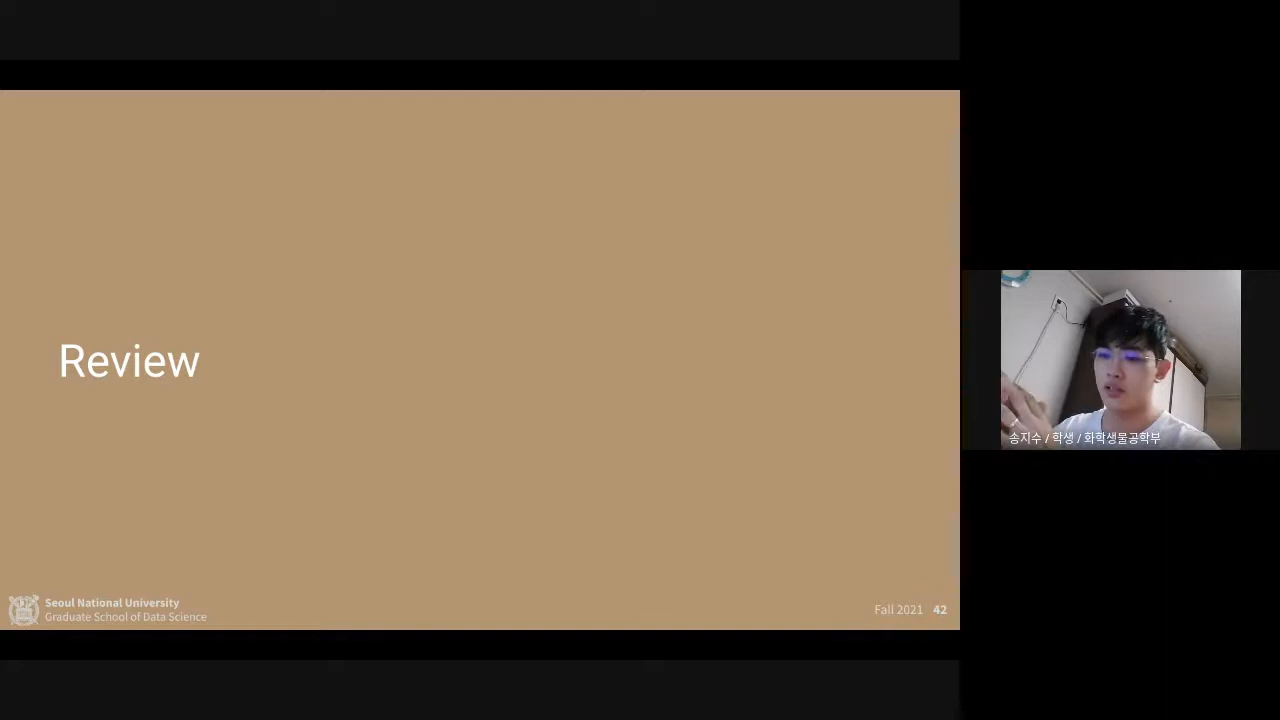 Review
송지수 / 학생 / 화학생물공학부
Seoul National University
Graduate School of Data Science
Fall 2021 42